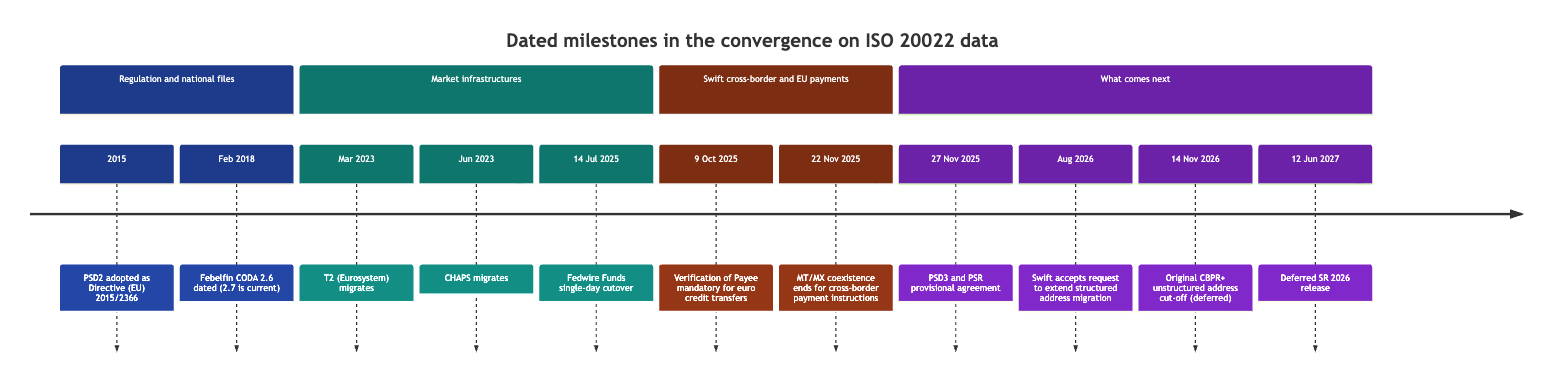 Dated milestones in the convergence on ISO 20022 data
Regulation and national files
Market infrastructures
Swift cross-border and EU payments
What comes next
2015
Feb 2018
Mar 2023
Jun 2023
14 Jul 2025
9 Oct 2025
22 Nov 2025
27 Nov 2025
Aug 2026
14 Nov 2026
12 Jun 2027
PSD2 adopted as
Directive (EU)
2015/2366
Febelfin CODA 2.6
dated (2.7 is current)
T2 (Eurosystem)
migrates
CHAPS migrates
Fedwire Funds
single-day cutover
Verification of Payee
mandatory for euro
credit transfers
MT/MX coexistence
ends for cross-border
payment instructions
PSD3 and PSR
provisional agreement
Swift accepts request
to extend structured
address migration
Original CBPR+
unstructured address
cut-off (deferred)
Deferred SR 2026
release